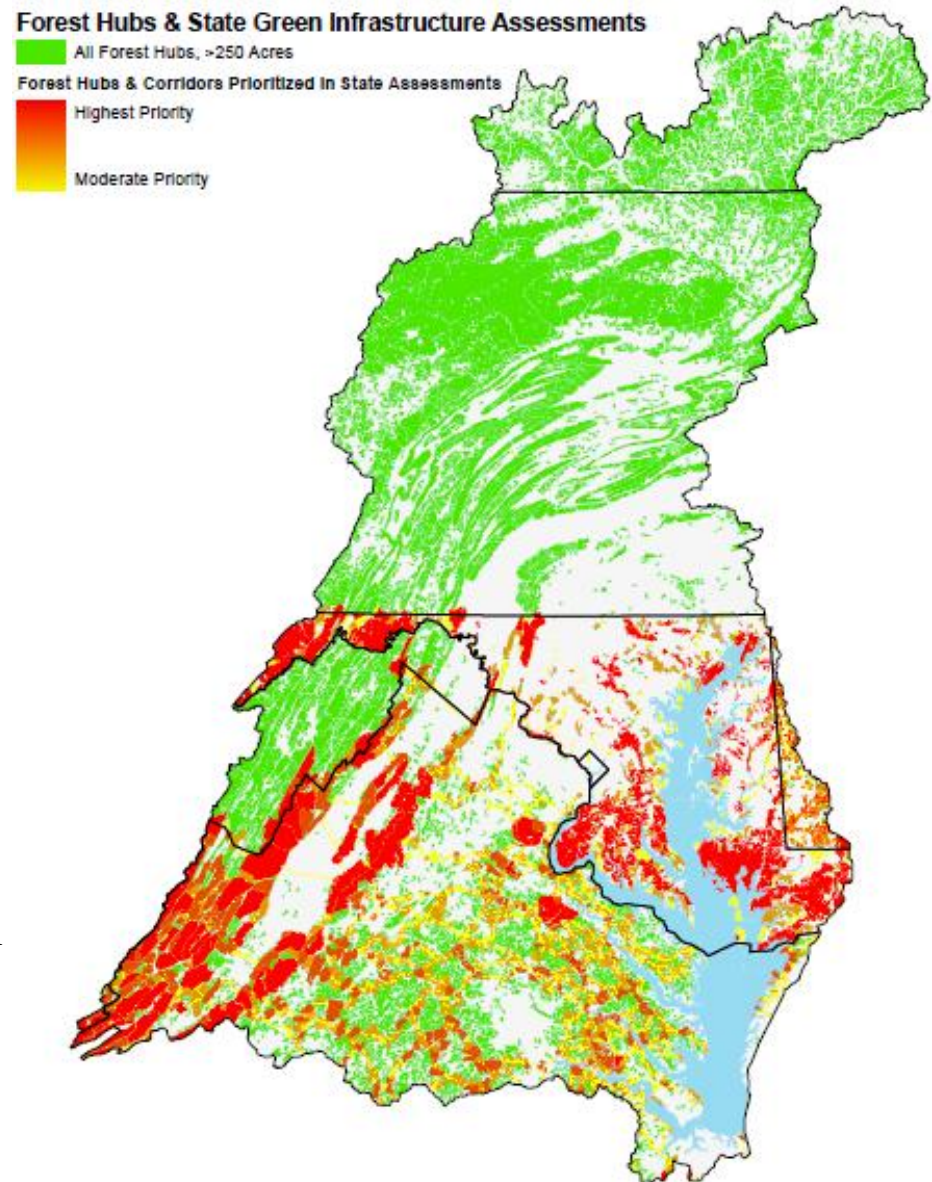 Forest Hubs & State Green Infrastructure Assessments
All Forest Hubs, >250 Acres
Forest Hubs & Corridors Prioritized in State Assessments
Highest Priority
Moderate Priority